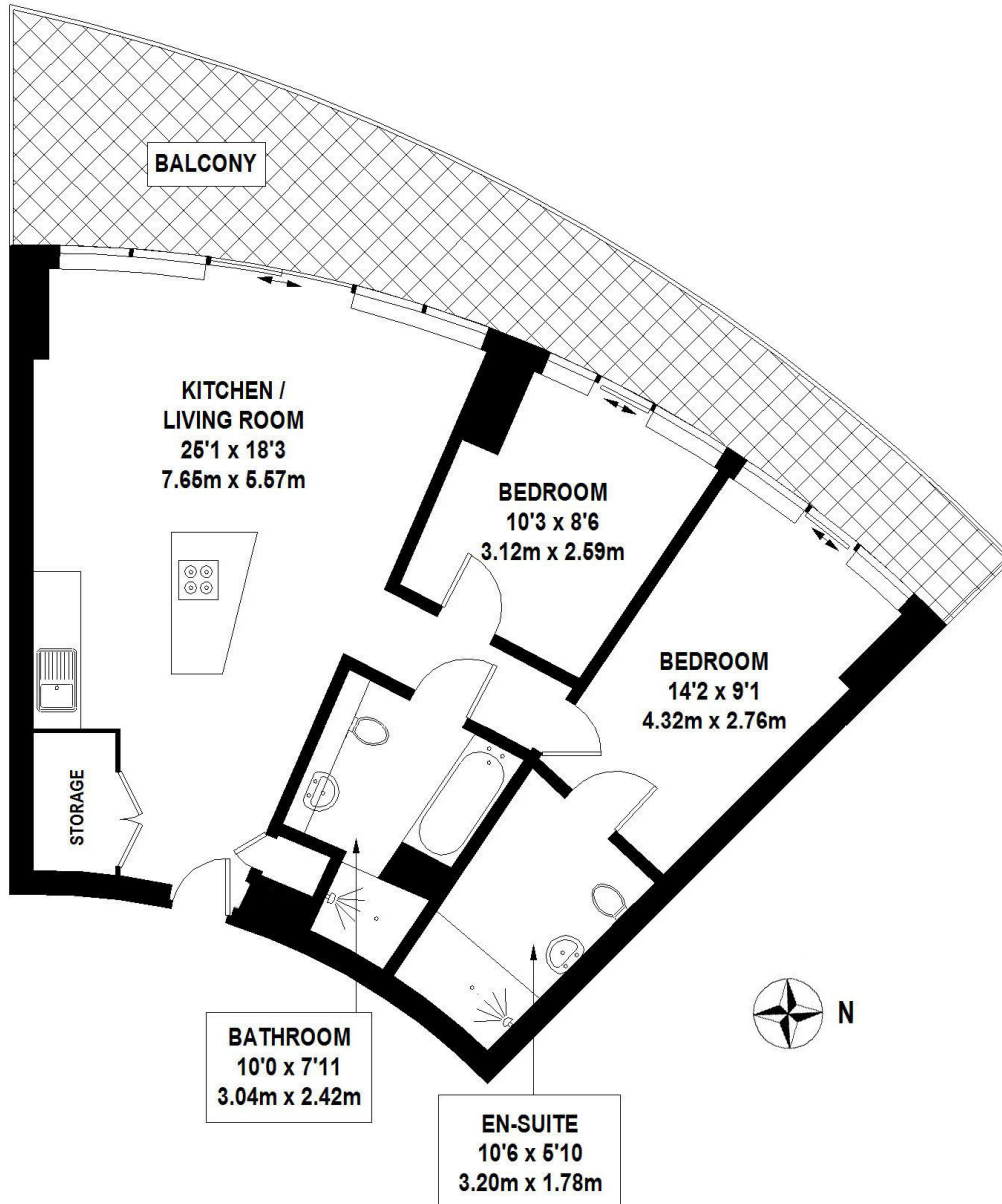 BALCONY
KITCHEN /
LIVING ROOM
25'1 x 18'3
7.65m x 5.57m
BEDROOM
10'3 x 8'6
3.12m x 2.59m
BEDROOM
14'2 x 9'1
4.32m x 2.76m
STORAGE
N
BATHROOM
10'0 x 7'11
3.04m x 2.42m
EN-SUITE
10'6 x 5'10
3.20m x 1.78m